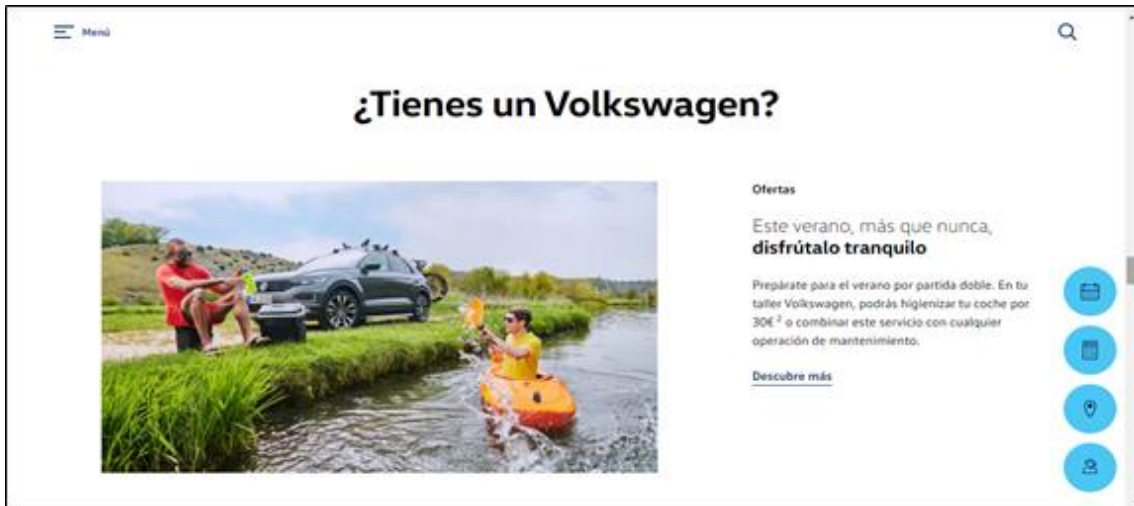 Menú
¿Tienes un Volkswagen?
Ofertas
Este verano, más que nunca,
disfrútalo tranquilo
Prepárate para el verano por partida doble. En tu
taller Volkswagen, podrás higienizar tu coche por
30€ 2 o combinar este servicio con cualquier
operación de mantenimiento.
Descubre más